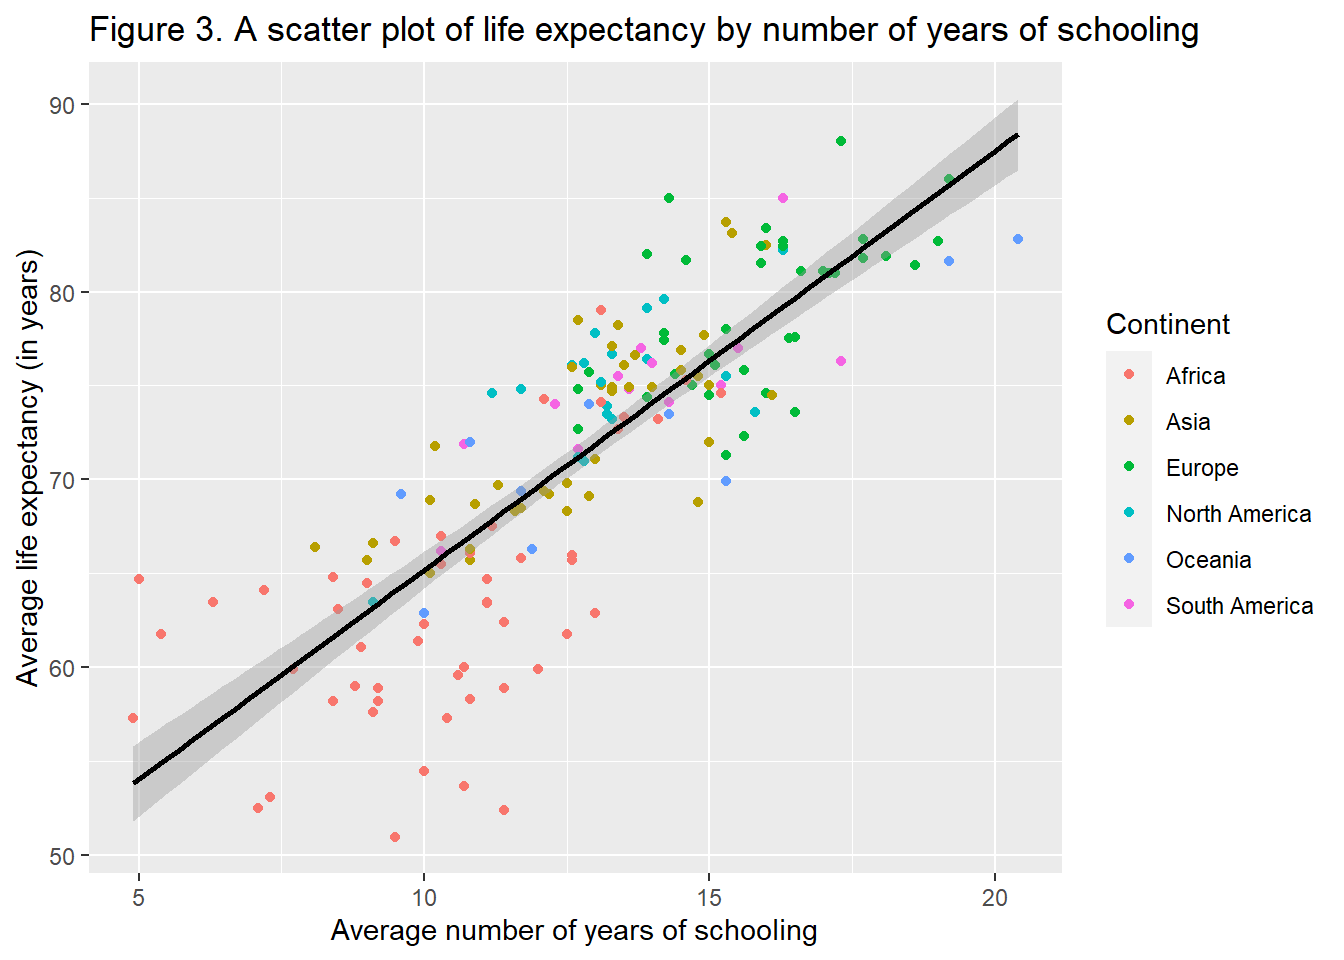 Figure 3. A scatter plot of life expectancy by number of years of schooling
Average life expectancy (in years)
90
80
70
60
50
5
10
15
20
Average number of years of schooling
Continent
Africa
Asia
Europe
North America
Oceania
South America